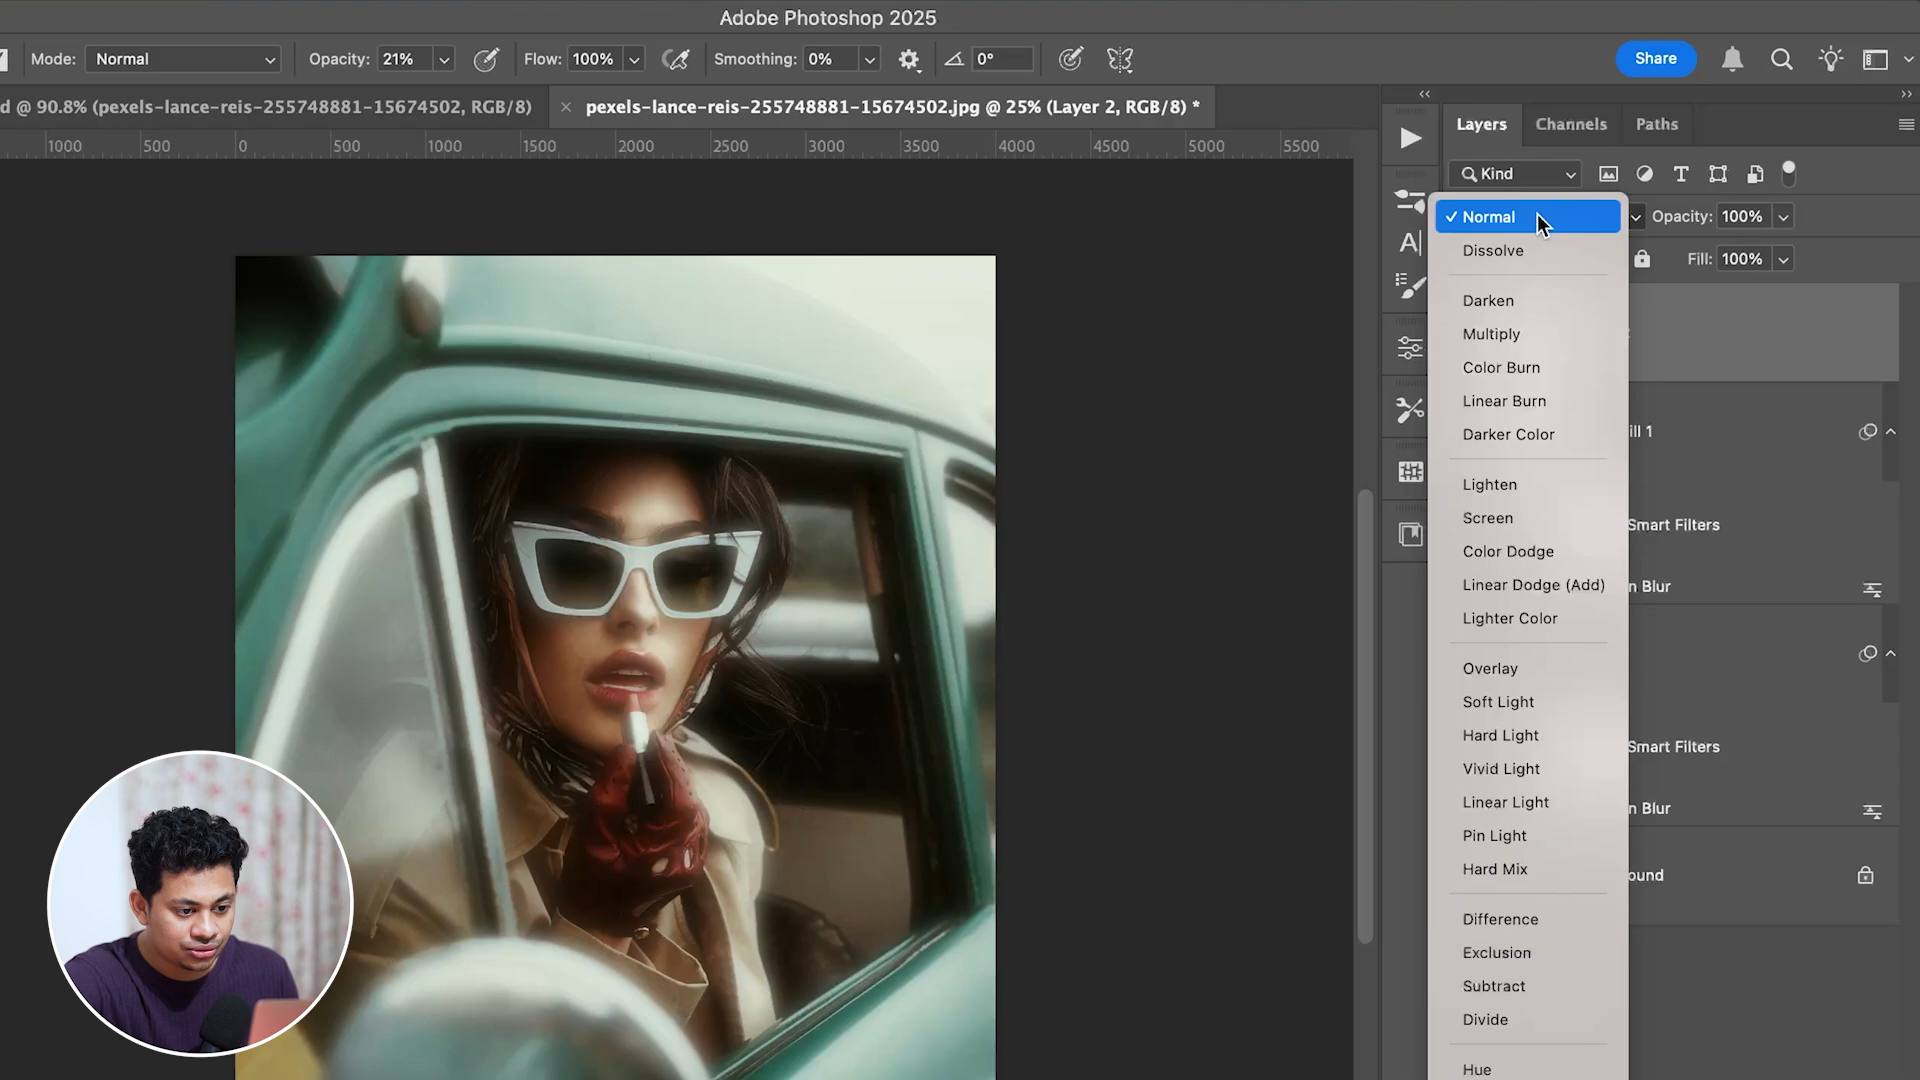 Adobe Photoshop 2025
Mode: Normal Opacity: 21% Flow: 100% Smoothing: 0% 0° Share
d @ 90.8% (pexels-lance-reis-255748881-15674502, RGB/8) × pexels-lance-reis-255748881-15674502.jpg @ 25% (Layer 2, RGB/8) *
1000 500 0 500 1000 1500 2000 2500 3000 3500 4000 4500 5000 5500
Layers Channels Paths
Kind
Normal Opacity: 100%
Dissolve
Fill: 100%
Darken
Multiply
Color Burn
Linear Burn
Darker Color
ill 1
Lighten
Screen
Smart Filters
Color Dodge
Linear Dodge (Add)
n Blur
Lighter Color
Overlay
Soft Light
Hard Light
Smart Filters
Vivid Light
Linear Light
n Blur
Pin Light
Hard Mix
ound
Difference
Exclusion
Subtract
Divide
Hue